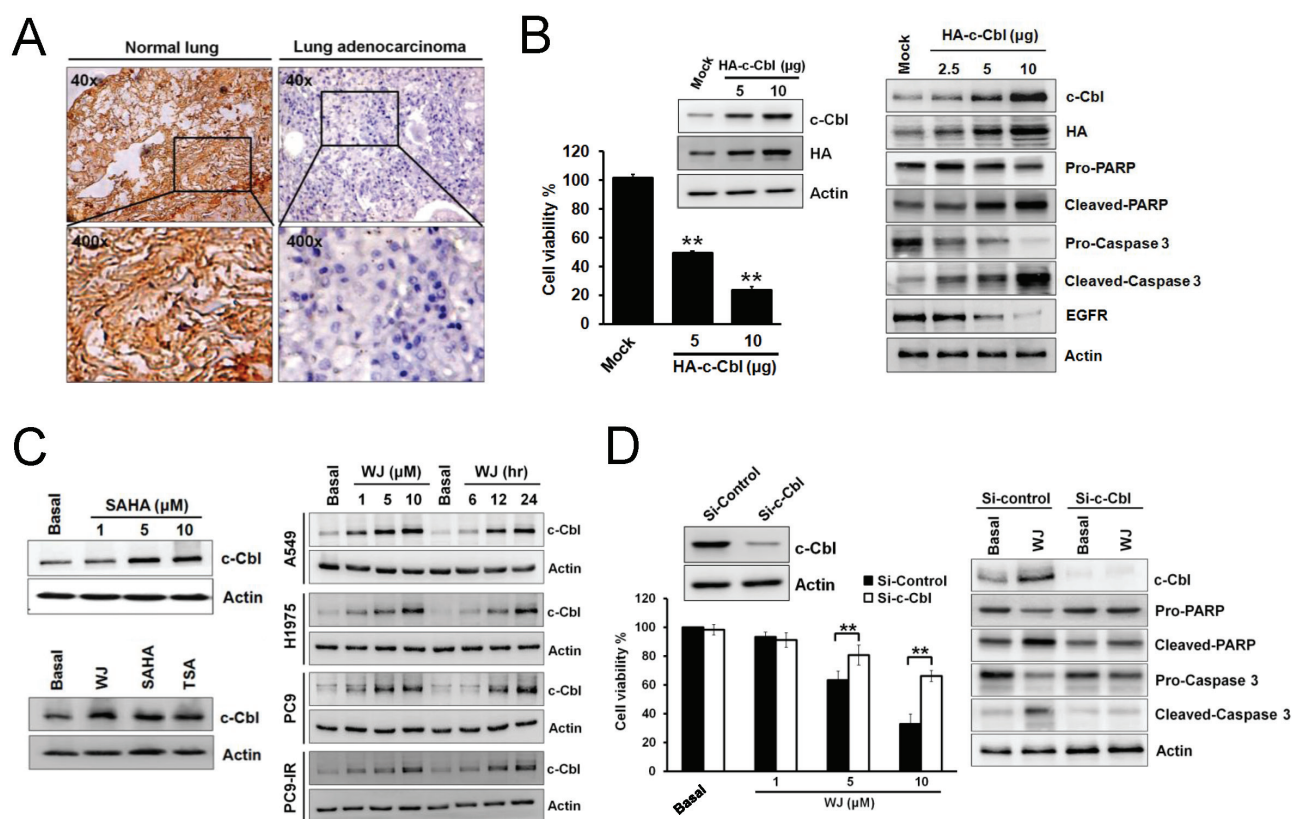 A
Normal lung
Lung adenocarcinoma
40x
40x
400x
400x
B
Mock
HA-c-Cbl (µg)
5
10
c-Cbl
HA
Actin
Cell viability %
120
100
80
60
40
20
0
**
**
Mock
5
10
HA-c-Cbl (µg)
Mock
HA-c-Cbl (µg)
2.5
5
10
c-Cbl
HA
Pro-PARP
Cleaved-PARP
Pro-Caspase 3
Cleaved-Caspase 3
EGFR
Actin
C
Basal
SAHA (µM)
1
5
10
c-Cbl
Actin
Basal
WJ
SAHA
TSA
c-Cbl
Actin
Basal
WJ (µM)
Basal
WJ (hr)
1
5
10
6
12
24
A549
c-Cbl
Actin
H1975
c-Cbl
Actin
PC9
c-Cbl
Actin
PC9-IR
c-Cbl
Actin
D
Si-Control
Si-c-Cbl
c-Cbl
Actin
Si-Control
Si-c-Cbl
Cell viability %
120
100
80
60
40
20
0
**
**
Basal
1
5
10
WJ (µM)
Si-control
Si-c-Cbl
Basal
WJ
Basal
WJ
c-Cbl
Pro-PARP
Cleaved-PARP
Pro-Caspase 3
Cleaved-Caspase 3
Actin